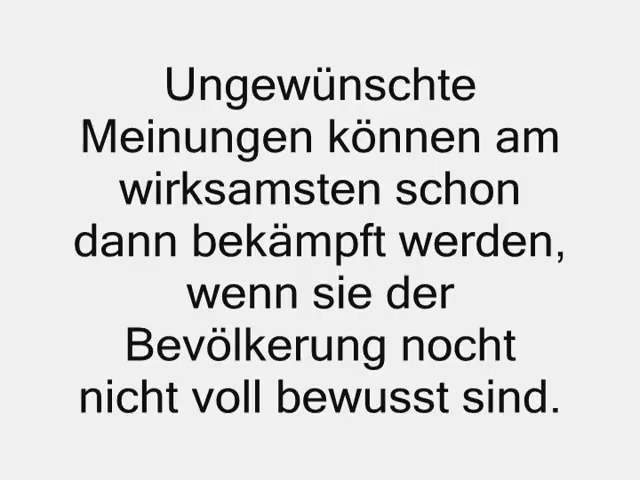 Ungewünschte
Meinungen können am
wirksamsten schon
dann bekämpft werden,
wenn sie der
Bevölkerung nocht
nicht voll bewusst sind.